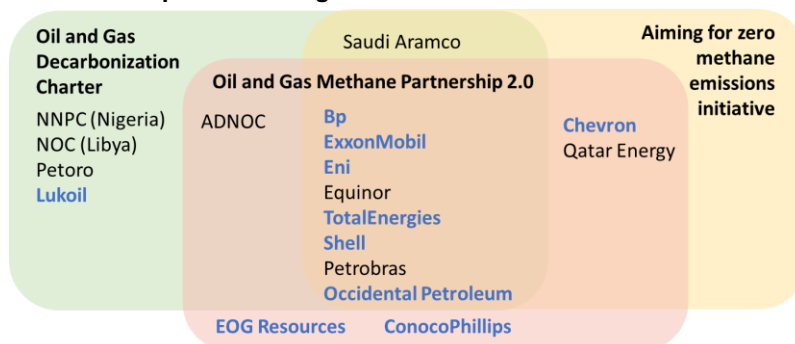 Oil and Gas
Decarbonization
Charter
NNPC (Nigeria)
NOC (Libya)
Petoro
Lukoil
Saudi Aramco
Aiming for zero
methane
emissions
initiative
Oil and Gas Methane Partnership 2.0
ADNOC
Bp
ExxonMobil
Eni
Equinor
TotalEnergies
Shell
Petrobras
Occidental Petroleum
Chevron
Qatar Energy
EOG Resources
ConocoPhillips